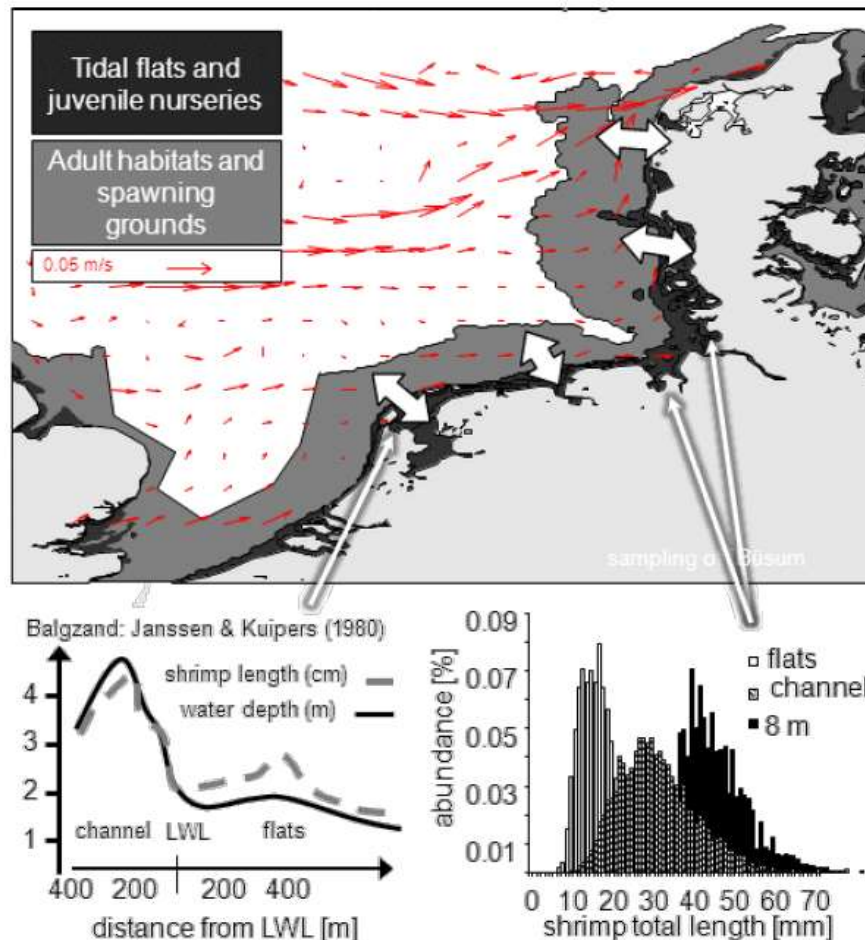 Tidal flats and
juvenile nurseries
Adult habitats and
spawning
grounds
0.05 m/s
sampling o Büsum
Balgzand: Janssen & Kuipers (1980)
shrimp length (cm)
water depth (m)
4
3
2
1
channel LWL flats
400 200 200 400
distance from LWL [m]
abundance [%]
0.09
0.07
0.05
0.03
0.01
flats
channel
8 m
0 10 20 30 40 50 60 70
shrimp total length [mm]